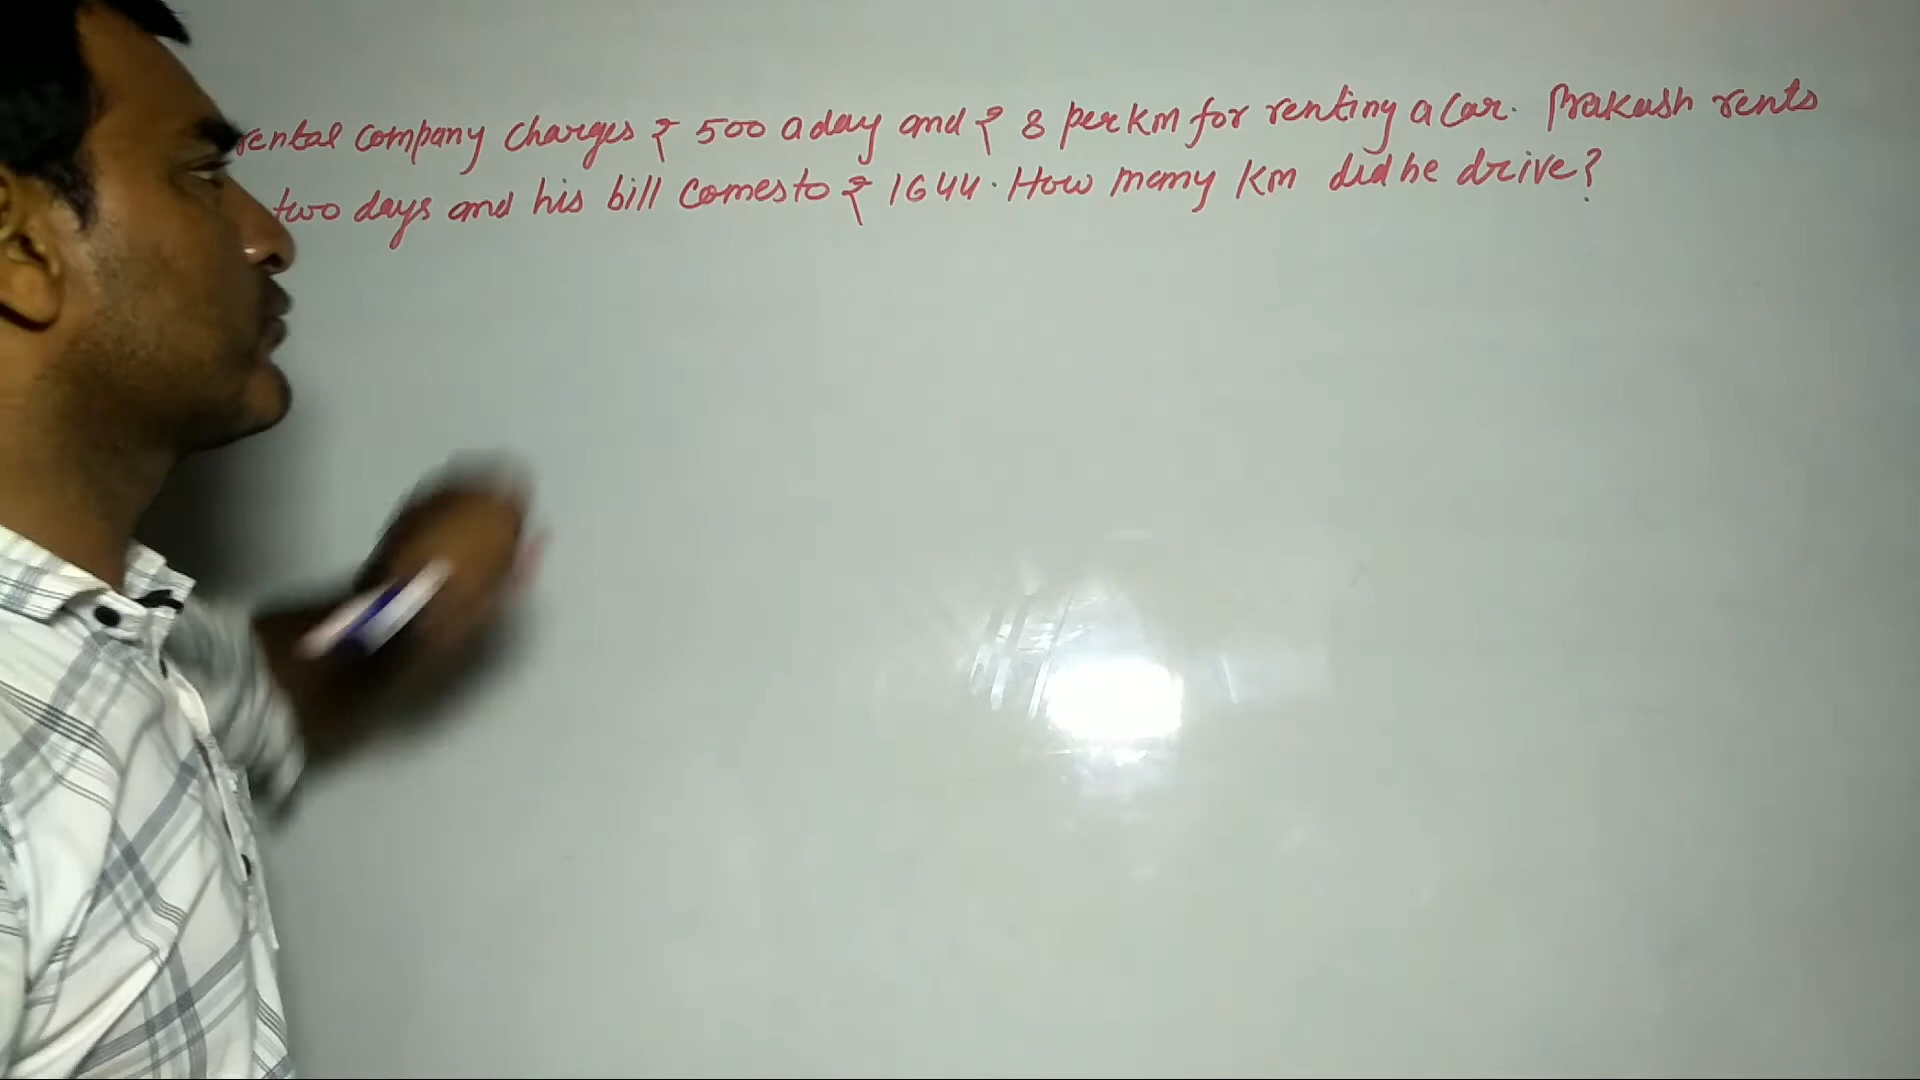 rental company charges ₹ 500 a day and ₹ 8 per km for renting a car. Prakash rents
two days and his bill comes to ₹ 1644. How many km did he drive?